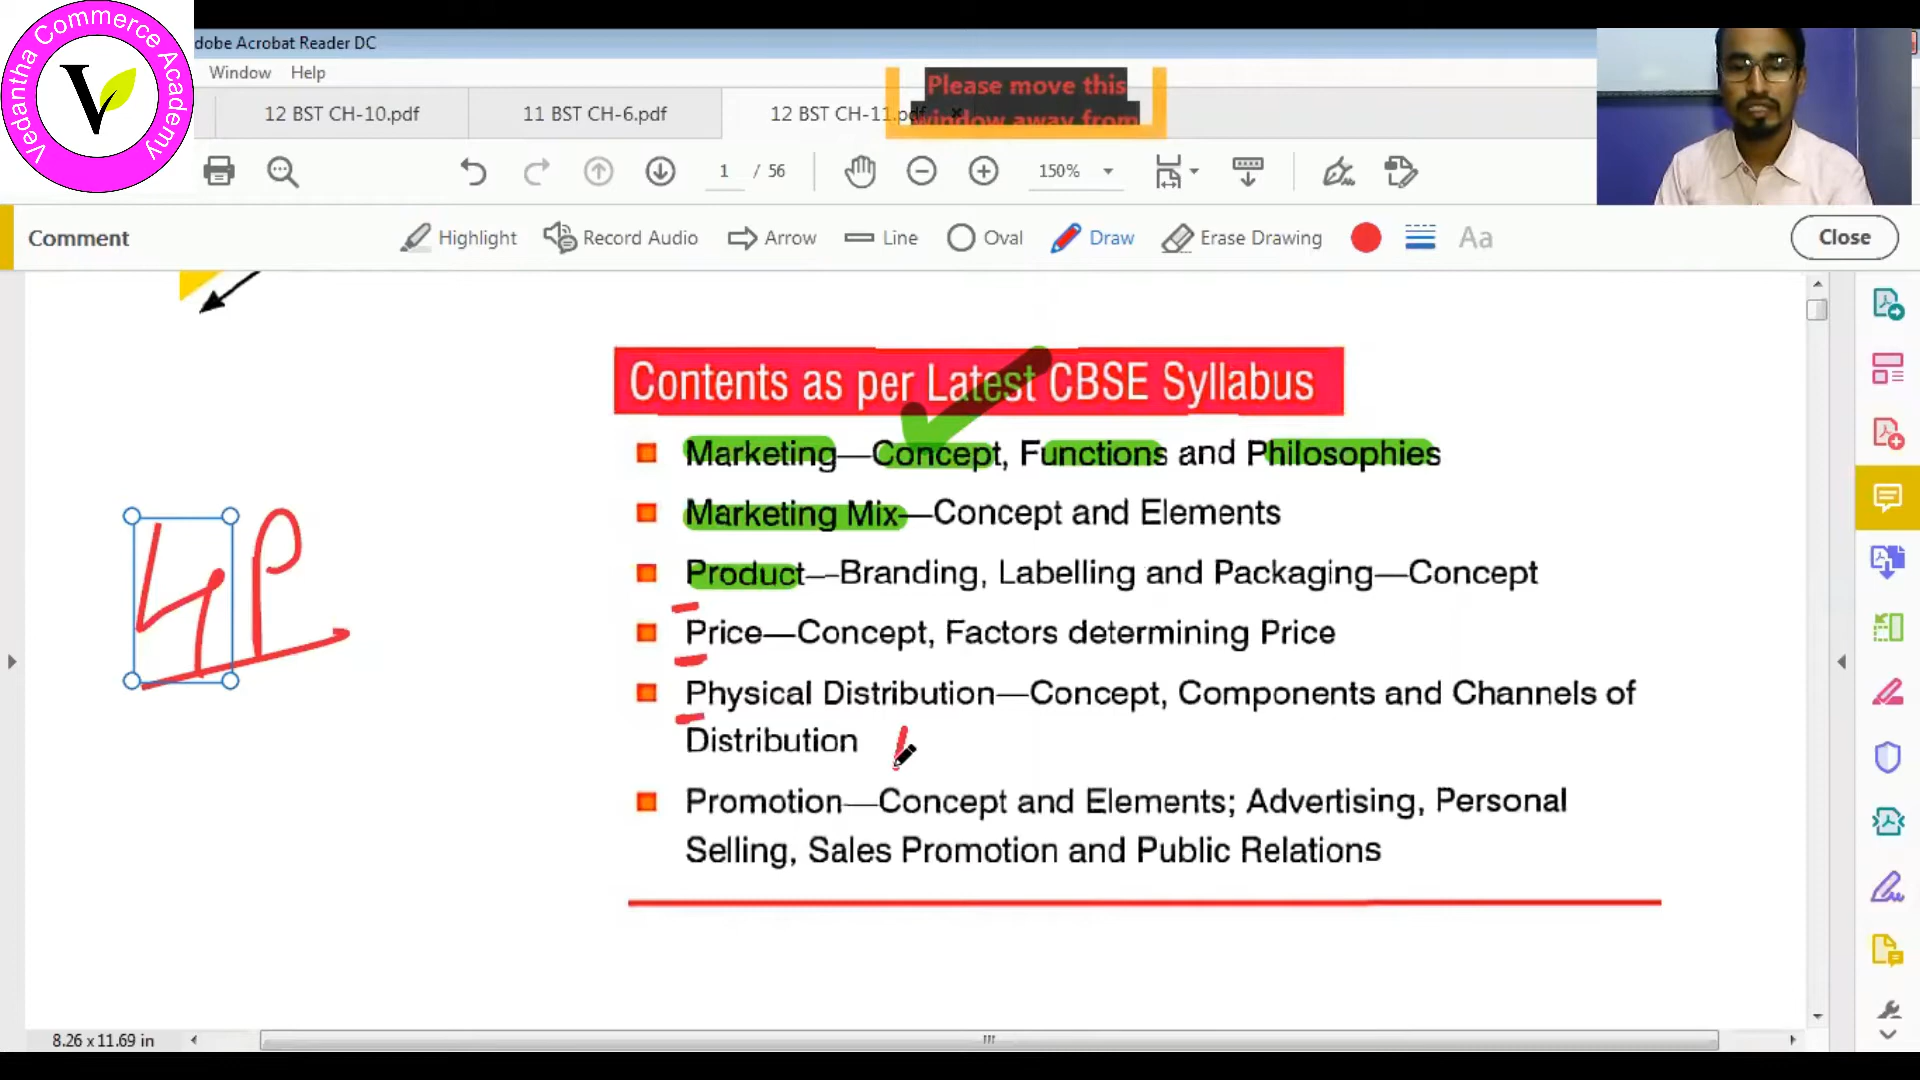 Vedantha Commerce Academy
V
dobe Acrobat Reader DC
Window Help
Please move this
window away from
12 BST CH-10.pdf 11 BST CH-6.pdf 12 BST CH-11.pdf
1 / 56 150%
Comment Highlight Record Audio Arrow Line Oval Draw Erase Drawing Aa Close
Contents as per Latest CBSE Syllabus
Marketing—Concept, Functions and Philosophies
Marketing Mix—Concept and Elements
Product—Branding, Labelling and Packaging—Concept
Price—Concept, Factors determining Price
Physical Distribution—Concept, Components and Channels of
Distribution
Promotion—Concept and Elements; Advertising, Personal
Selling, Sales Promotion and Public Relations
4P
8.26 x 11.69 in